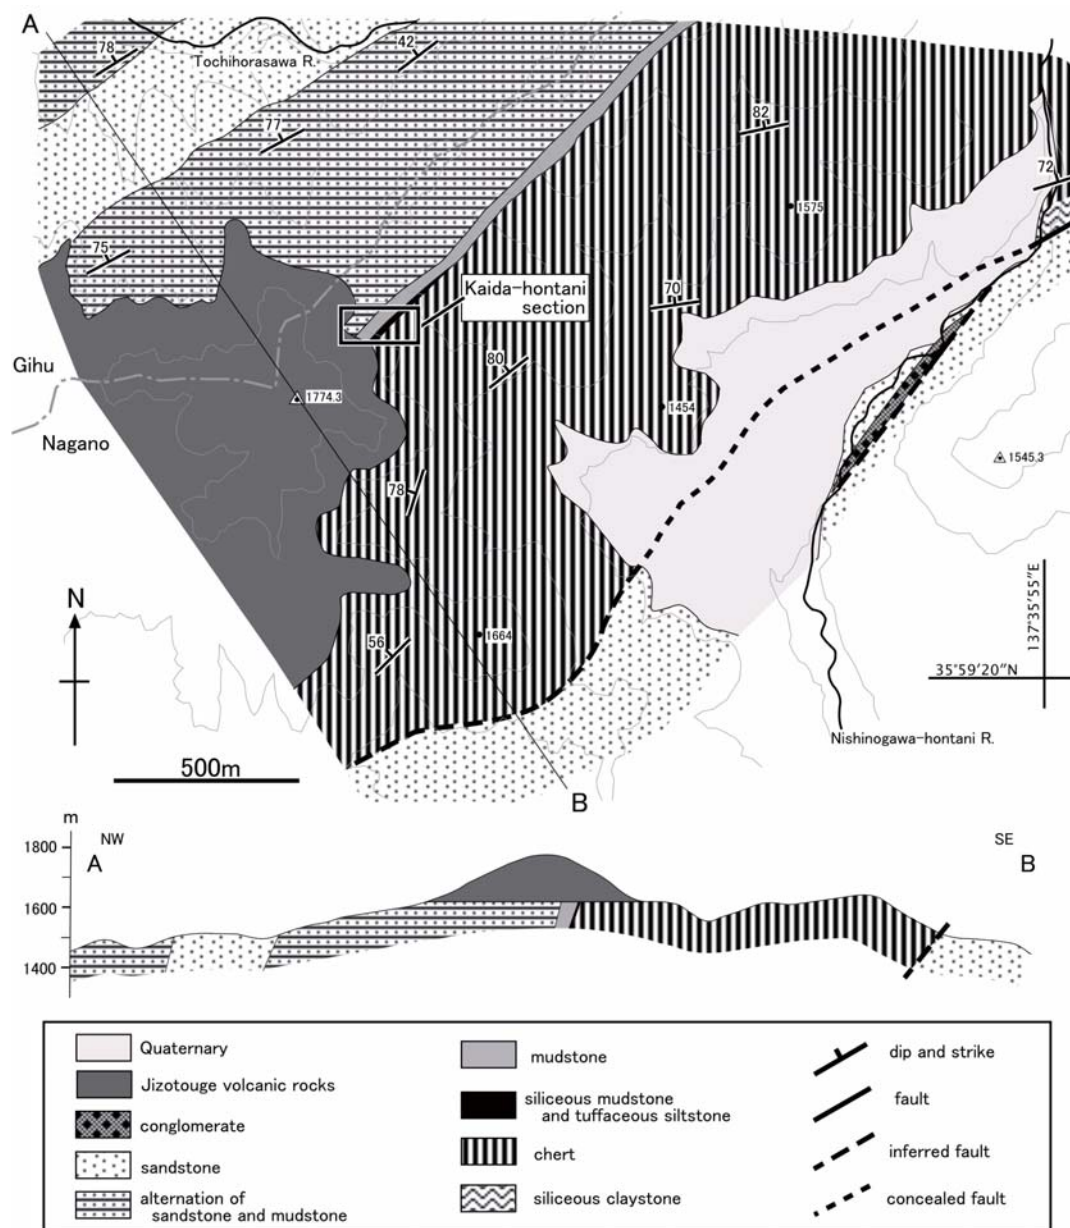 A
78
Tochihorasawa R.
42
77
82
72
1575
75
Kaida-hontani
section
70
80
Gihu
1774.3
1454
Nagano
1545.3
78
N
137°35'55"E
1664
56
35°59'20"N
500m
Nishinogawa-hontani R.
B
m
NW
SE
1800
A
B
1600
1400
Quaternary
Jizotouge volcanic rocks
conglomerate
sandstone
alternation of
sandstone and mudstone
mudstone
siliceous mudstone
and tuffaceous siltstone
chert
siliceous claystone
dip and strike
fault
inferred fault
concealed fault